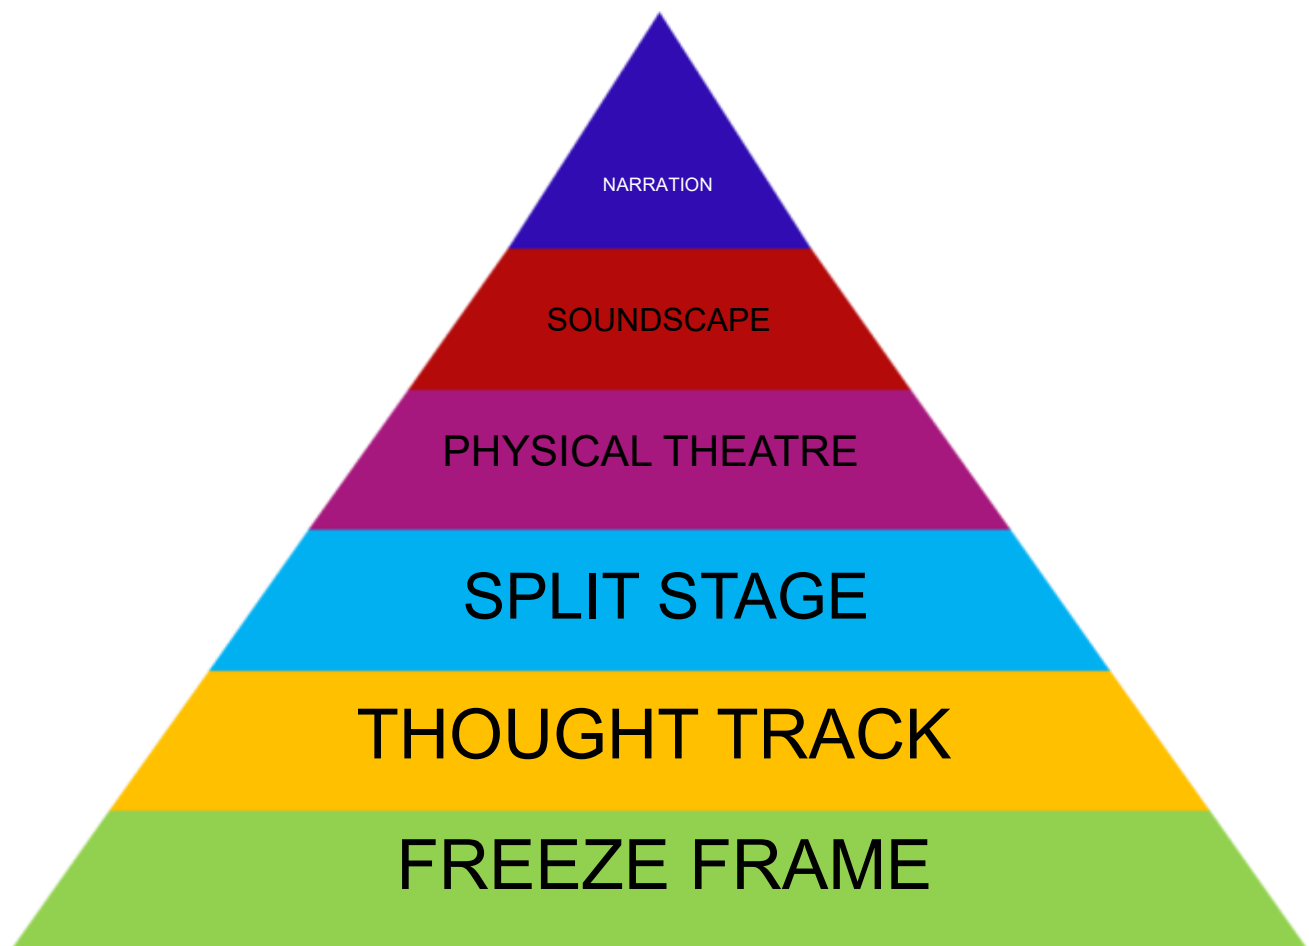 NARRATION
SOUNDSCAPE
PHYSICAL THEATRE
SPLIT STAGE
THOUGHT TRACK
FREEZE FRAME